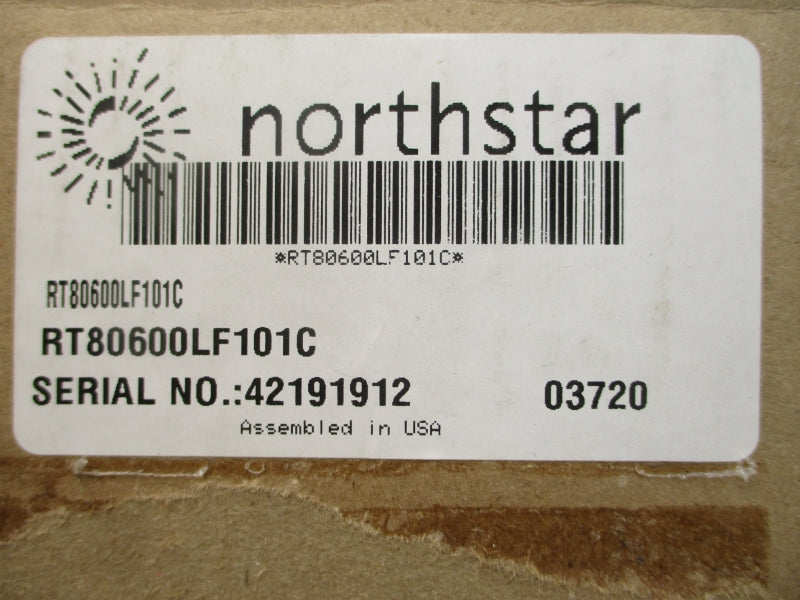 northstar
*RT80600LF101C*
RT80600LF101C
RT80600LF101C
SERIAL NO.:42191912 03720
Assembled in USA